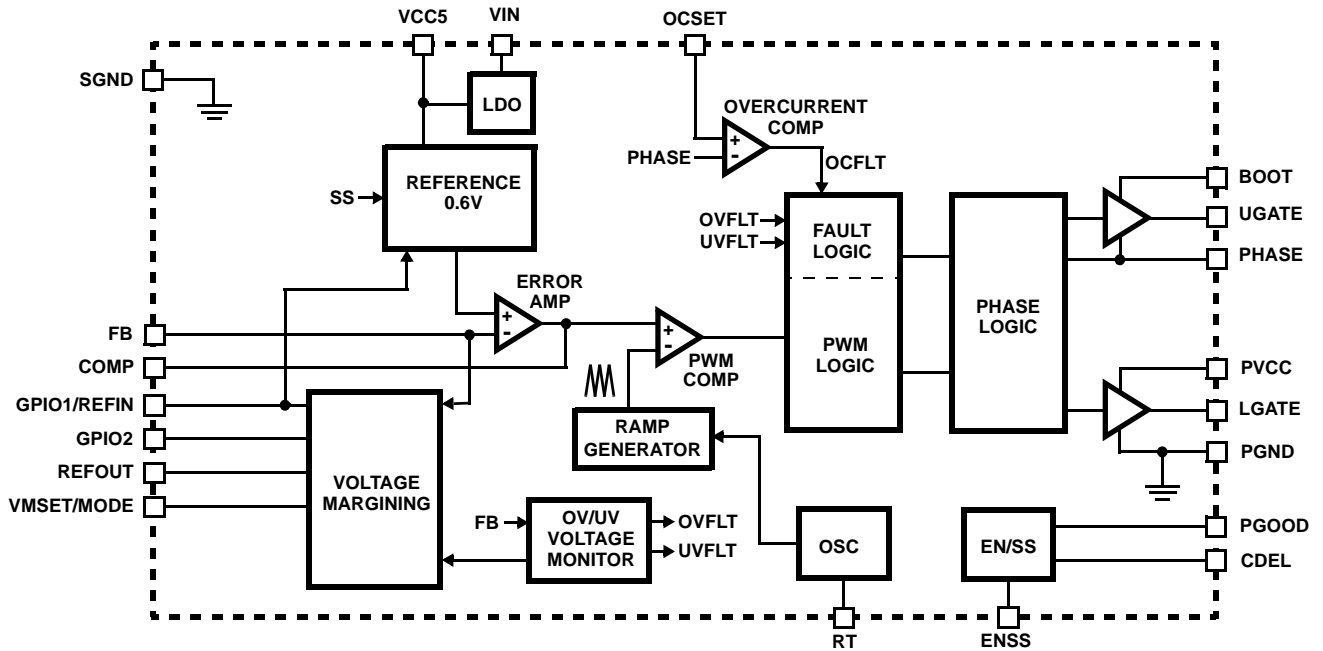 VCC5
VIN
OCSET
SGND
LDO
OVERCURRENT
COMP
+
-
PHASE
OCFLT
REFERENCE
0.6V
SS
BOOT
UGATE
PHASE
OVFLT
UVFLT
FAULT
LOGIC
PWM
LOGIC
PHASE
LOGIC
ERROR
AMP
+
-
+
-
PWM
COMP
FB
COMP
GPIO1/REFIN
GPIO2
REFOUT
VMSET/MODE
VOLTAGE
MARGINING
RAMP
GENERATOR
PVCC
LGATE
PGND
FB
OV/UV
VOLTAGE
MONITOR
OVFLT
UVFLT
OSC
EN/SS
PGOOD
CDEL
RT
ENSS